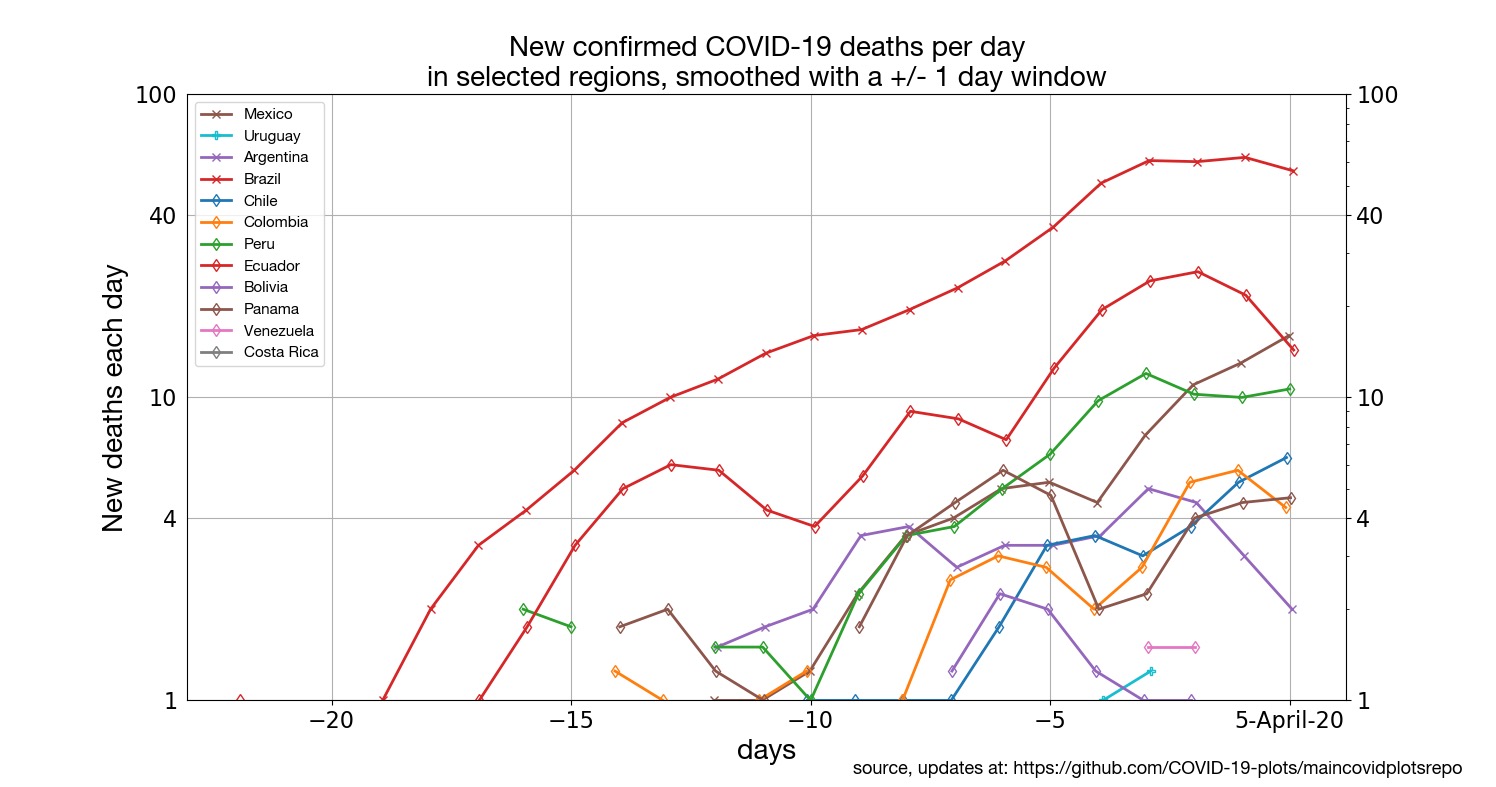 New confirmed COVID-19 deaths per day
in selected regions, smoothed with a +/- 1 day window
100
40
10
4
1
100
40
10
4
1
New deaths each day
Mexico
Uruguay
Argentina
Brazil
Chile
Colombia
Peru
Ecuador
Bolivia
Panama
Venezuela
Costa Rica
−20
−15
−10
−5
5-April-20
days
source, updates at: https://github.com/COVID-19-plots/maincovidplotsrepo